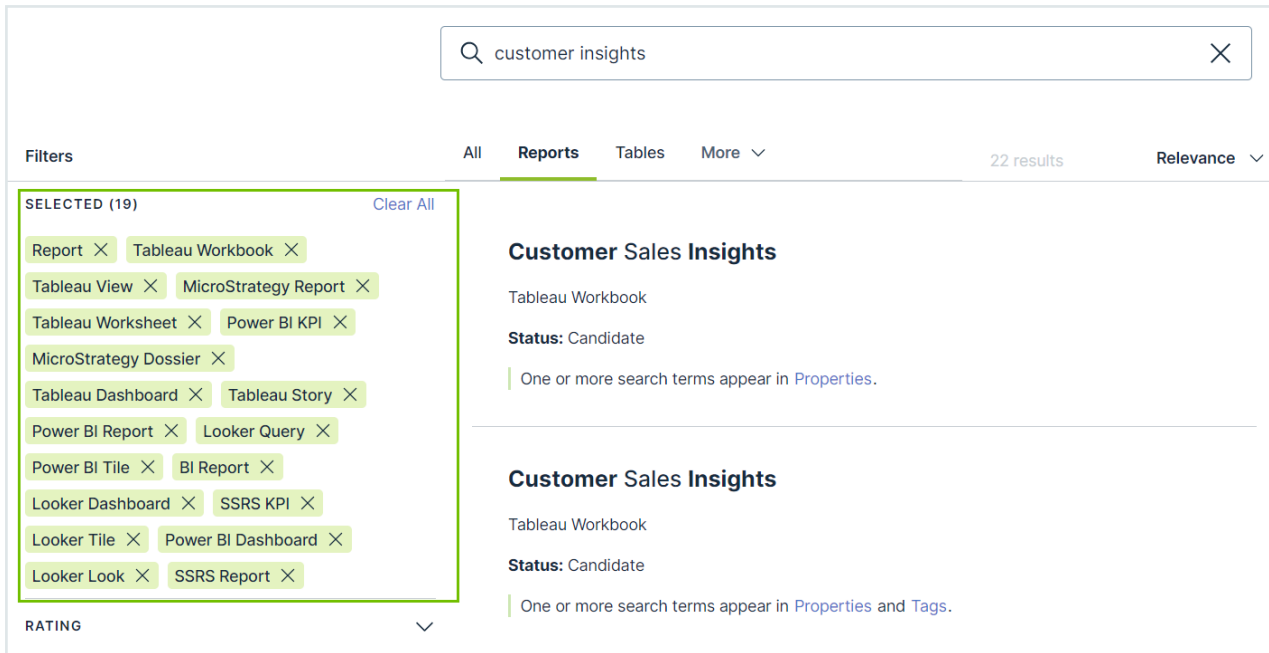 customer insights
Filters
All Reports Tables More
22 results
Relevance
SELECTED (19) Clear All
Report Tableau Workbook
Tableau View MicroStrategy Report
Tableau Worksheet Power BI KPI
MicroStrategy Dossier
Tableau Dashboard Tableau Story
Power BI Report Looker Query
Power BI Tile BI Report
Looker Dashboard SSRS KPI
Looker Tile Power BI Dashboard
Looker Look SSRS Report
RATING
Customer Sales Insights
Tableau Workbook
Status: Candidate
One or more search terms appear in Properties.
Customer Sales Insights
Tableau Workbook
Status: Candidate
One or more search terms appear in Properties and Tags.